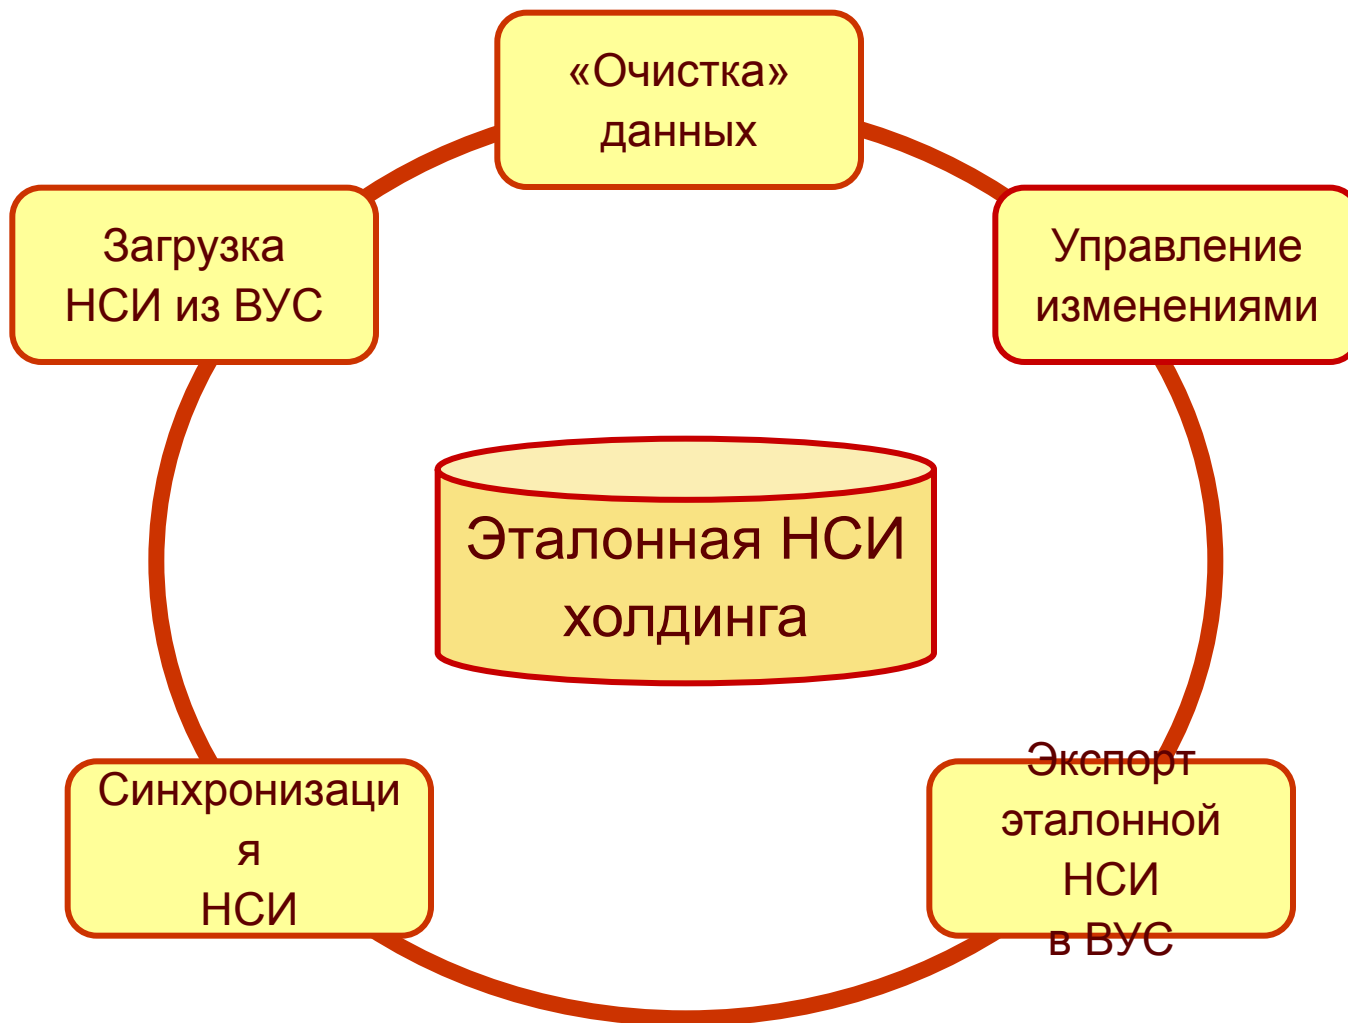 «Очистка»
данных
Загрузка
НСИ из ВУС
Управление
изменениями
Эталонная НСИ
холдинга
Синхронизаци
я
НСИ
Экспорт
эталонной
НСИ
в ВУС